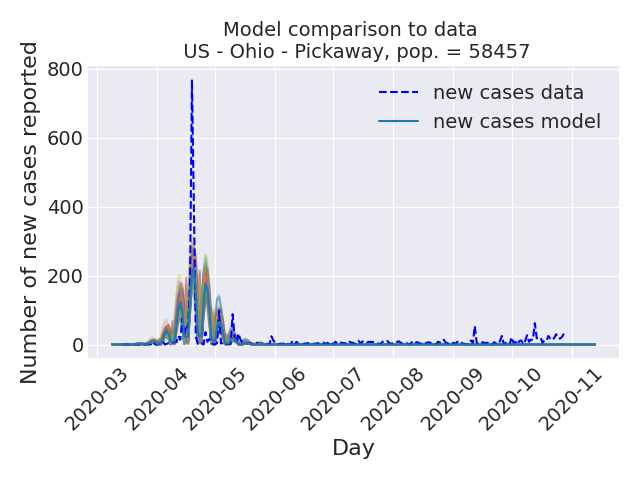 Model comparison to data
US - Ohio - Pickaway, pop. = 58457
Number of new cases reported
800
600
400
200
0
new cases data
new cases model
2020-03
2020-04
2020-05
2020-06
2020-07
2020-08
2020-09
2020-10
2020-11
Day